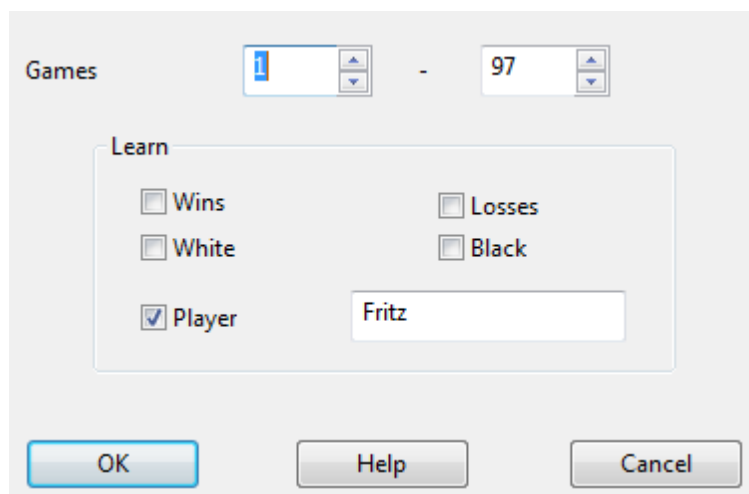 Games 1 - 97
Learn
Wins Losses
White Black
Player Fritz
OK Help Cancel